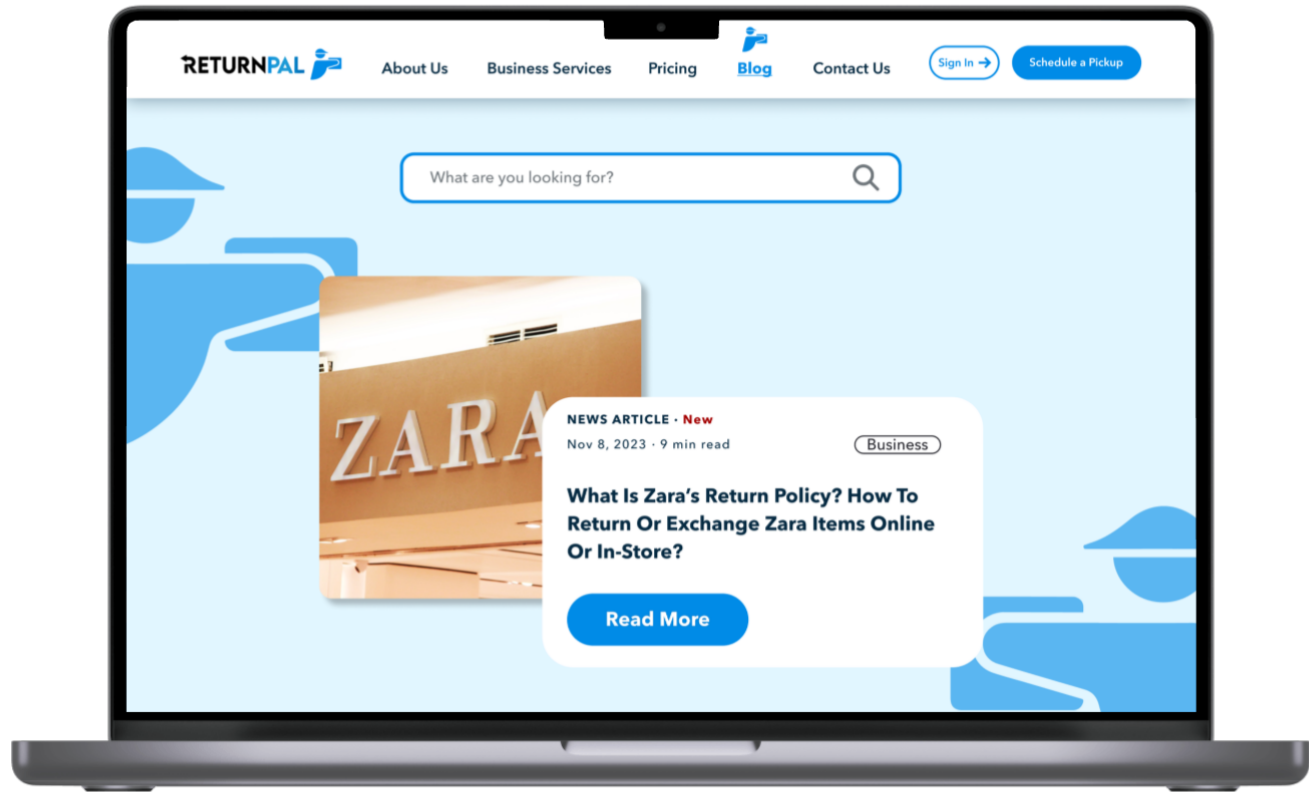 RETURNPAL
About Us
Business Services
Pricing
Blog
Contact Us
Sign In →
Schedule a Pickup
What are you looking for?
ZARA
NEWS ARTICLE · New
Nov 8, 2023 · 9 min read
Business
What Is Zara’s Return Policy? How To
Return Or Exchange Zara Items Online
Or In-Store?
Read More